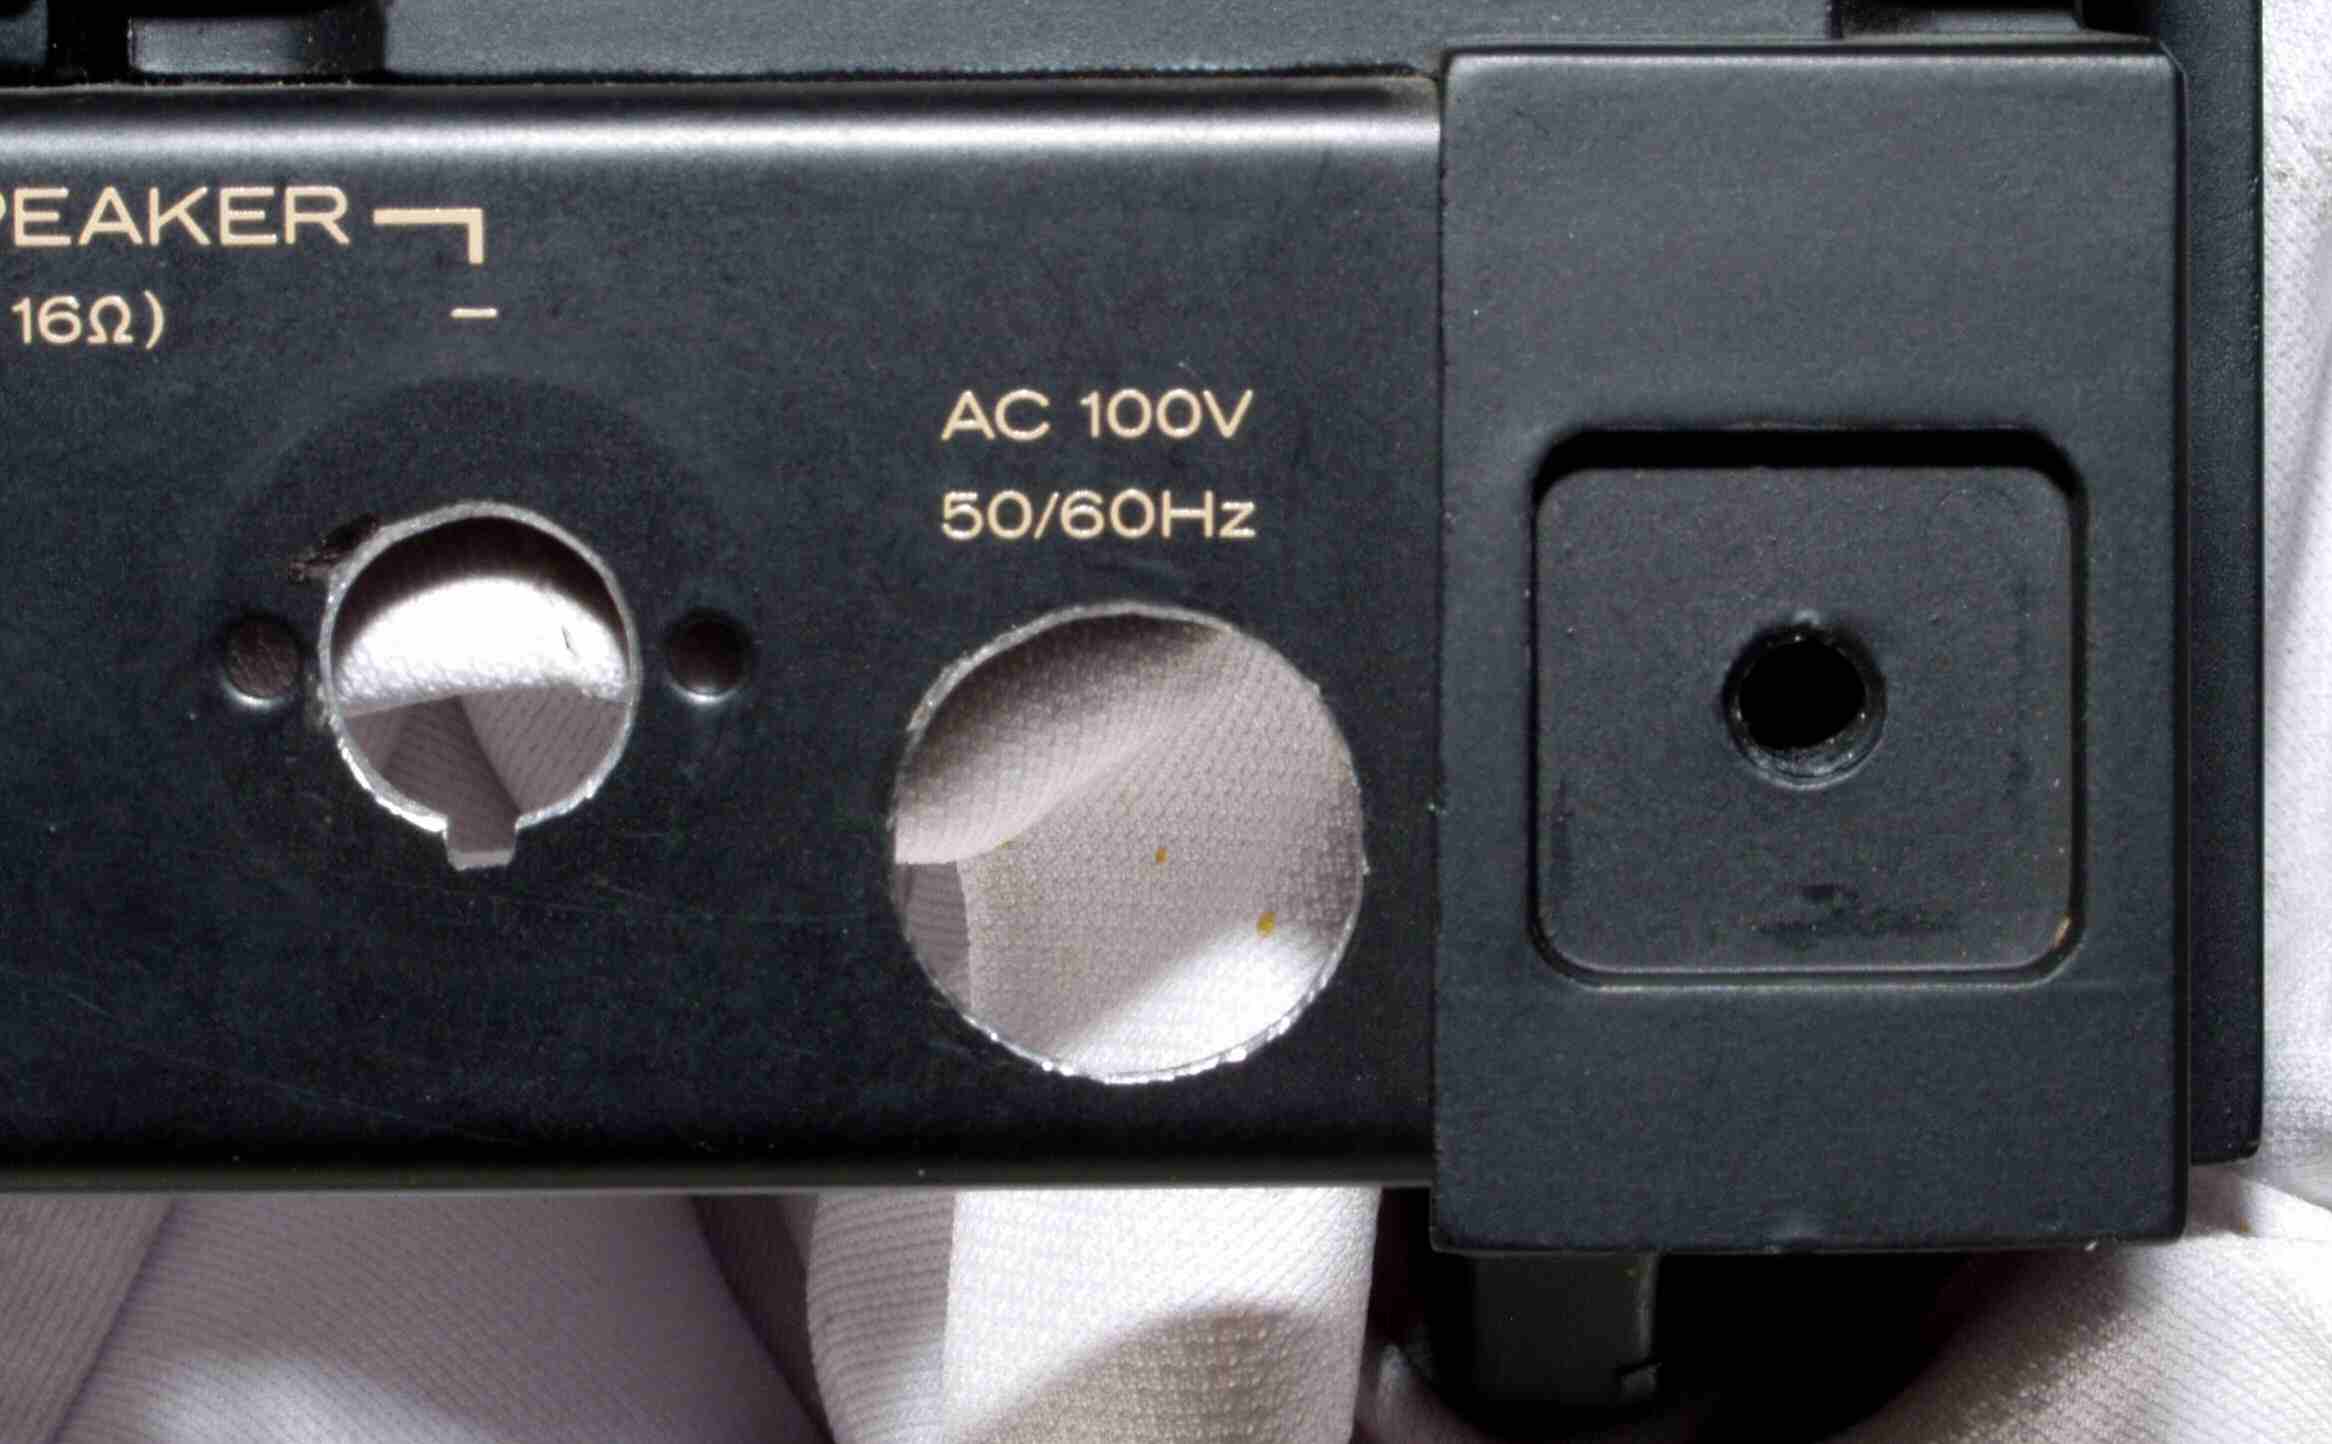 PEAKER
16Ω)
–
AC 100V
50/60Hz